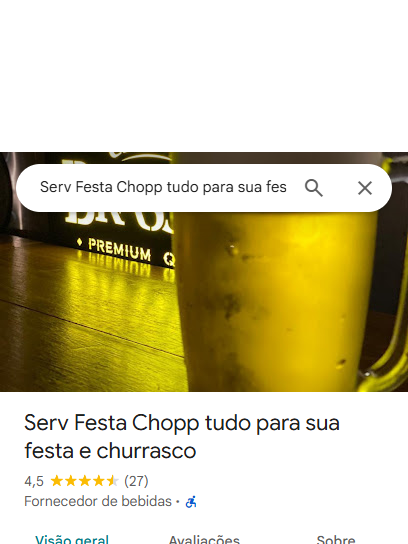 Serv Festa Chopp tudo para sua fes
PREMIUM Q
Serv Festa Chopp tudo para sua
festa e churrasco
4,5 (27)
Fornecedor de bebidas ·
Visão geral Avaliações Sobre